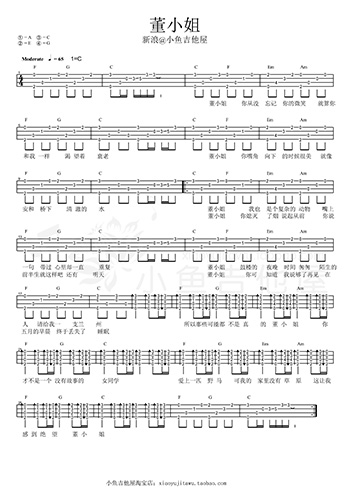 董小姐
新浪@小鱼吉他屋
①=A ③=C
②=E ④=G
Moderate ♩=65 1=C
F C G F Em Am
董小姐 你从没 忘记 你的微笑 就算你
和我 一样 渴望着 衰老 董小姐 你嘴角 向下 的时候很美 就像
安和 桥下 清澈的 水 董小姐 我也 是个复杂的 动物 嘴上
董小姐 你熄灭 了烟 说起从前 你说
一句 带过 心里却一直 重复 董小姐 鼓楼的 夜晚 时间 匆匆 陌生的
前半生就这样吧 还有 明天 董小姐 你可 知道 我说够了再见 在
人 请给我一 支兰 州 所以那些可能都 不是真 的 董小姐 你
五月的早晨 终于丢失了 睡眠
才不是一个 没有故事的 女同学 爱上一匹 野马 可我的 家里没有 草原 这让我
感到绝望 董小姐
小鱼吉他屋淘宝店：xiaoyujitawu.taobao.com